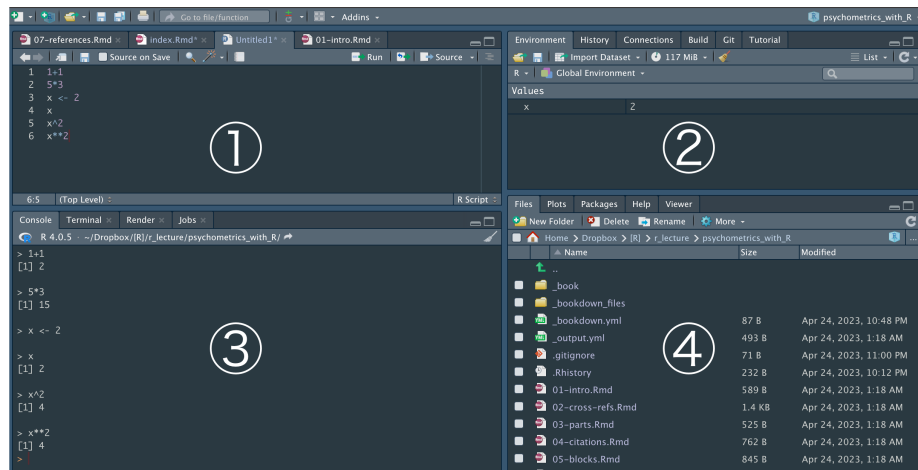 Go to file/function
Addins
psychometrics_with_R
07-references.Rmd
index.Rmd*
Untitled1*
01-intro.Rmd
Source on Save
Run
Source
1 1+1
2 5*3
3 x <- 2
4 x
5 x^2
6 x**2
①
6:5
(Top Level)
R Script
Environment
History
Connections
Build
Git
Tutorial
Import Dataset
117 MiB
List
R
Global Environment
Values
x 2
②
Console
Terminal
Render
Jobs
R 4.0.5 · ~/Dropbox/[R]/r_lecture/psychometrics_with_R/
> 1+1
[1] 2
> 5*3
[1] 15
> x <- 2
> x
[1] 2
> x^2
[1] 4
> x**2
[1] 4
>
③
Files
Plots
Packages
Help
Viewer
New Folder
Delete
Rename
More
Home > Dropbox > [R] > r_lecture > psychometrics_with_R
...
Name Size Modified
..
_book
_bookdown_files
_bookdown.yml 87 B Apr 24, 2023, 10:48 PM
_output.yml 493 B Apr 24, 2023, 1:18 AM
.gitignore 71 B Apr 24, 2023, 11:00 PM
.Rhistory 232 B Apr 24, 2023, 10:12 PM
01-intro.Rmd 589 B Apr 24, 2023, 1:18 AM
02-cross-refs.Rmd 1.4 KB Apr 24, 2023, 1:18 AM
03-parts.Rmd 525 B Apr 24, 2023, 1:18 AM
04-citations.Rmd 762 B Apr 24, 2023, 1:18 AM
05-blocks.Rmd 845 B Apr 24, 2023, 1:18 AM
④